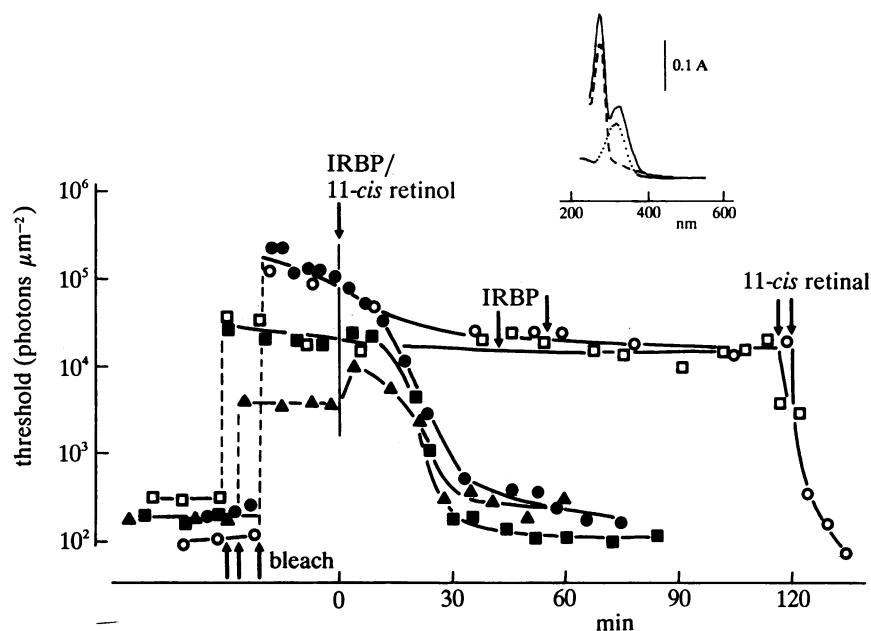 0.1 A
200
400
600
nm
IRBP/
11-cis retinol
threshold (photons μm⁻²)
10⁶
10⁵
10⁴
10³
10²
IRBP
11-cis retinal
bleach
0
30
60
90
120
min